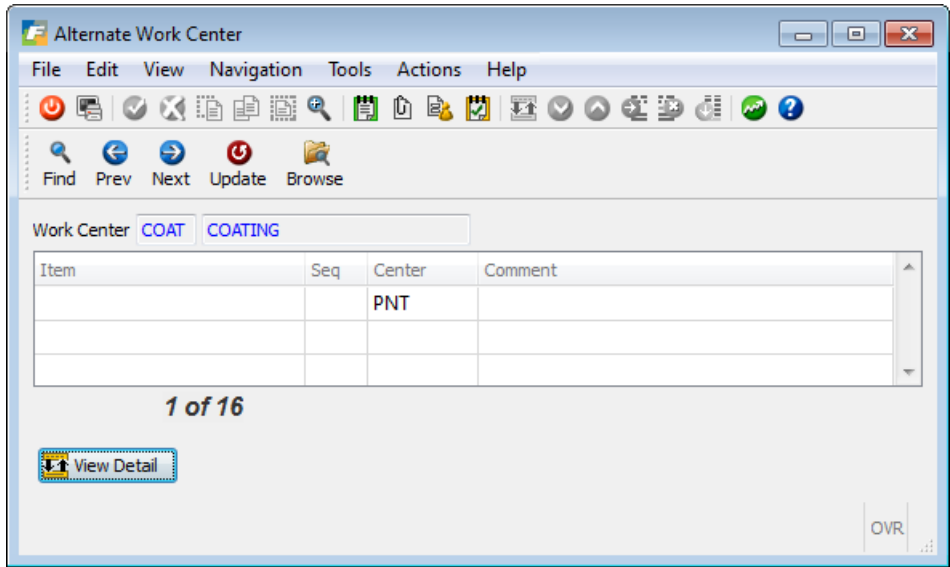 Alternate Work Center
File Edit View Navigation Tools Actions Help
Find Prev Next Update Browse
Work Center COAT COATING
Item Seq Center Comment
PNT
1 of 16
View Detail
OVR